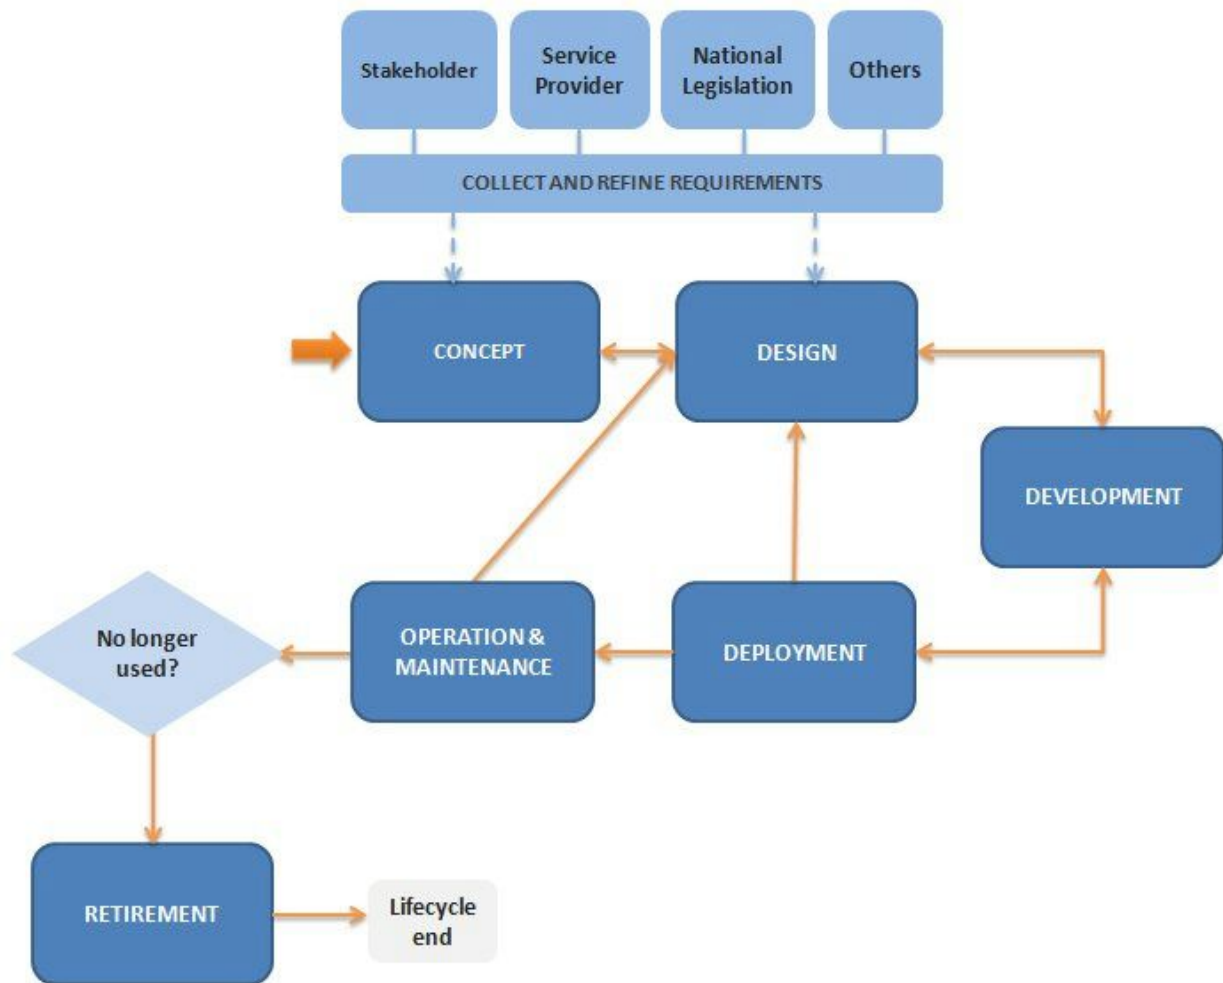 Stakeholder
Service
Provider
National
Legislation
Others
COLLECT AND REFINE REQUIREMENTS
CONCEPT
DESIGN
DEVELOPMENT
No longer
used?
OPERATION &
MAINTENANCE
DEPLOYMENT
RETIREMENT
Lifecycle
end